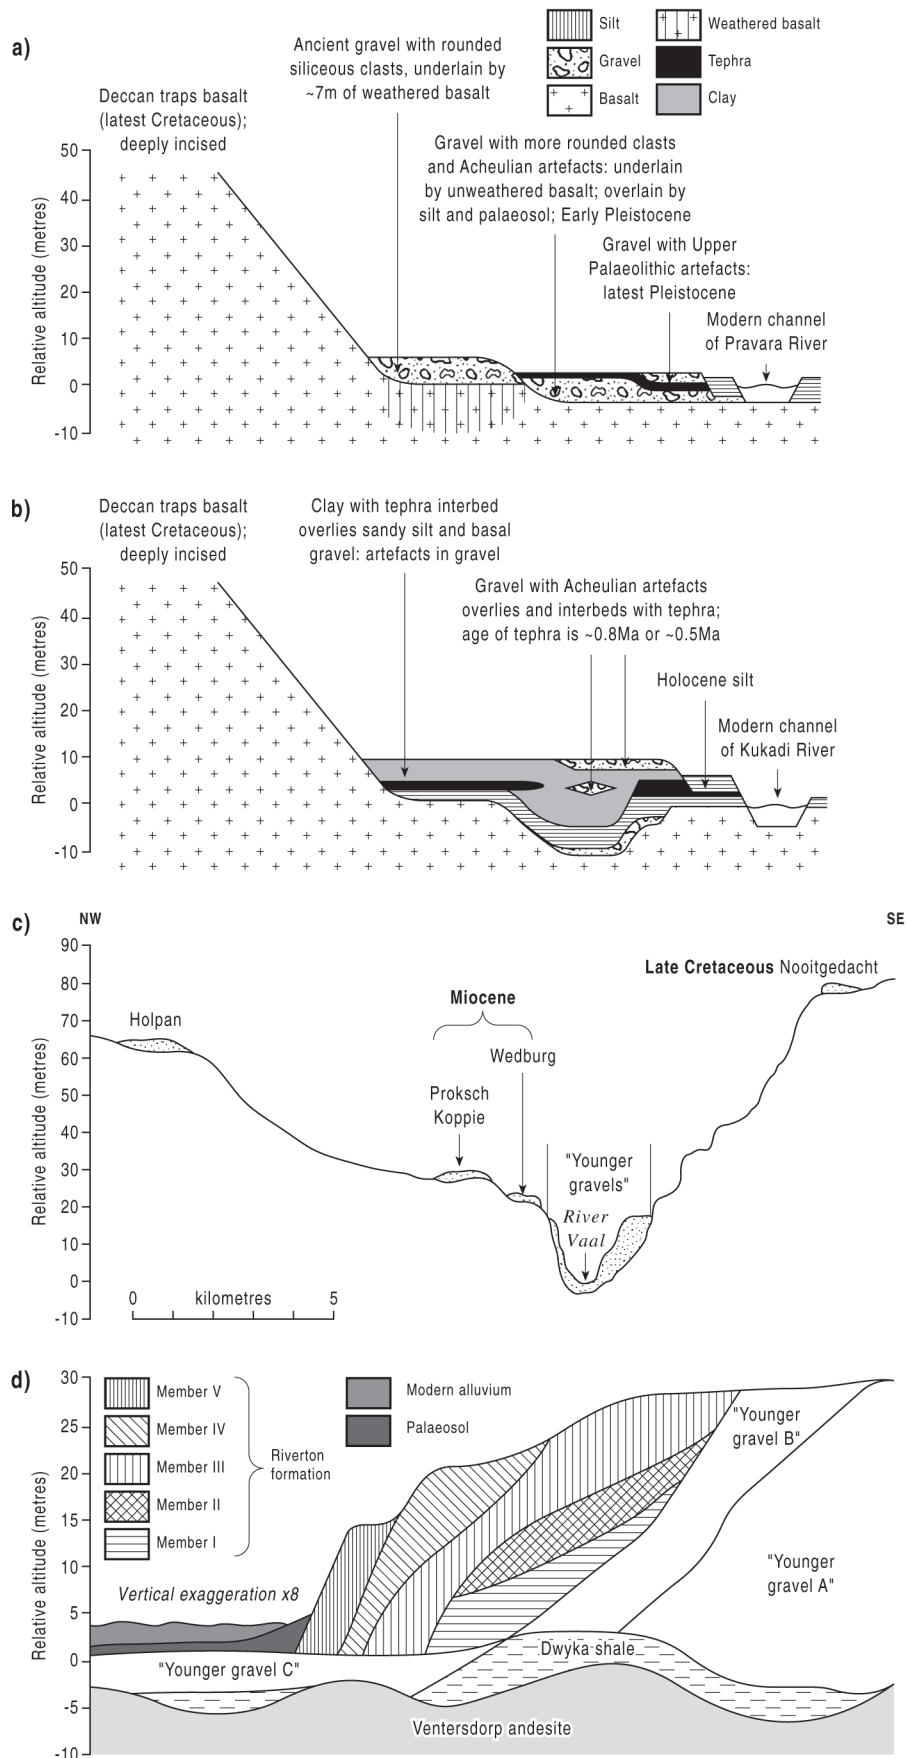 a)
Silt
Weathered basalt
Gravel
Tephra
Basalt
Clay
Ancient gravel with rounded
siliceous clasts, underlain by
~7m of weathered basalt
Deccan traps basalt
(latest Cretaceous);
deeply incised
Gravel with more rounded clasts
and Acheulian artefacts: underlain
by unweathered basalt; overlain by
silt and palaeosol; Early Pleistocene
Gravel with Upper
Palaeolithic artefacts:
latest Pleistocene
Modern channel
of Pravara River
Relative altitude (metres)
50
40
30
20
10
0
-10
b)
Deccan traps basalt
(latest Cretaceous);
deeply incised
Clay with tephra interbed
overlies sandy silt and basal
gravel: artefacts in gravel
Gravel with Acheulian artefacts
overlies and interbeds with tephra;
age of tephra is ~0.8Ma or ~0.5Ma
Holocene silt
Modern channel
of Kukadi River
Relative altitude (metres)
50
40
30
20
10
0
-10
c)
NW
SE
Late Cretaceous Nooitgedacht
Miocene
Holpan
Wedburg
Proksch
Koppie
"Younger
gravels"
River
Vaal
Relative altitude (metres)
90
80
70
60
50
40
30
20
10
0
-10
0 kilometres 5
d)
Member V
Member IV
Member III
Member II
Member I
Riverton
formation
Modern alluvium
Palaeosol
Vertical exaggeration x8
"Younger
gravel B"
"Younger
gravel A"
Dwyka shale
"Younger gravel C"
Ventersdorp andesite
Relative altitude (metres)
30
25
20
15
10
5
0
-5
-10